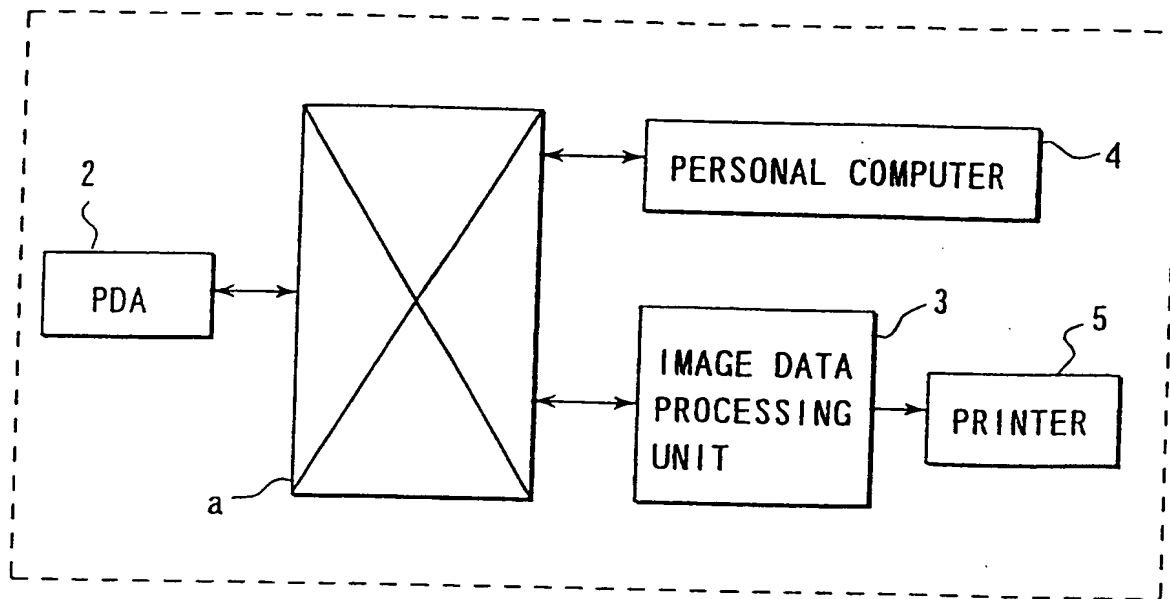 2
PDA
a
PERSONAL COMPUTER
4
3
IMAGE DATA
PROCESSING
UNIT
5
PRINTER